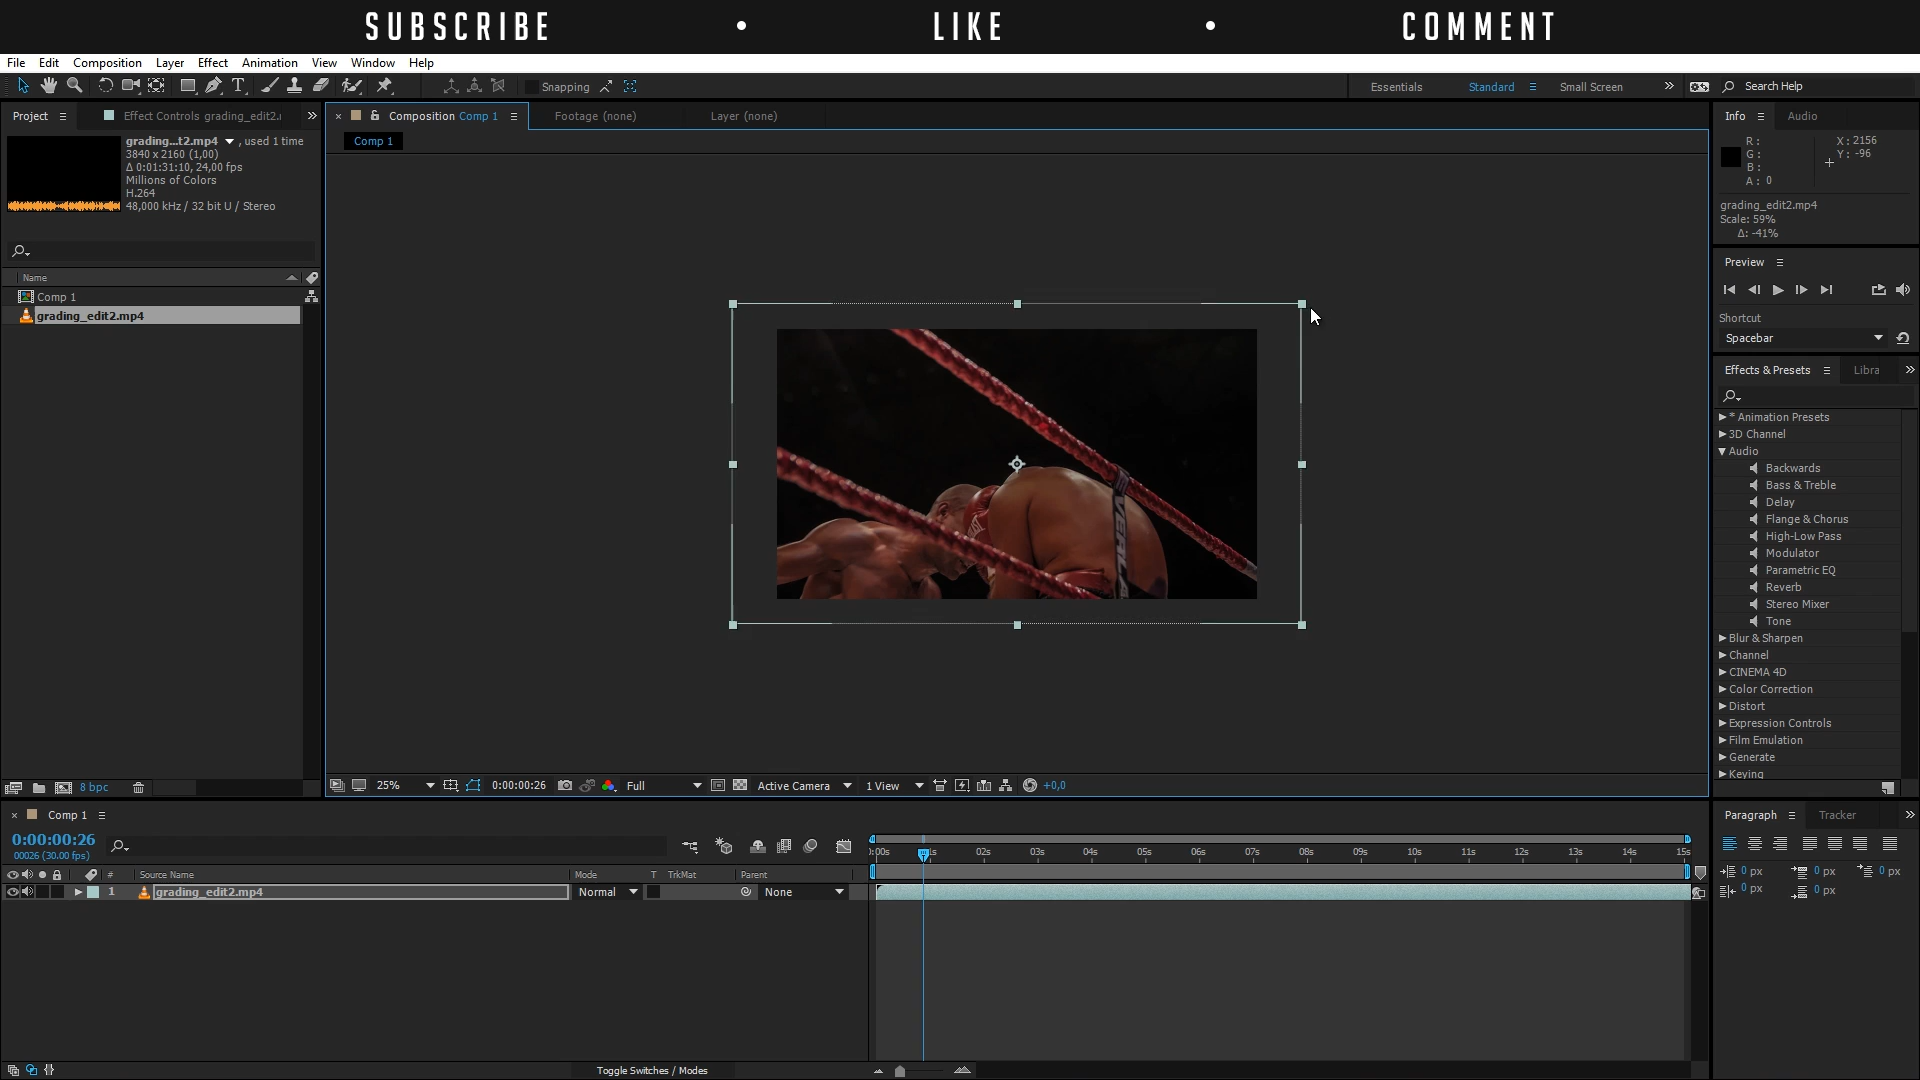 SUBSCRIBE • LIKE • COMMENT
File Edit Composition Layer Effect Animation View Window Help
Snapping Essentials Standard Small Screen Search Help
Project Effect Controls grading_edit2.
Composition Comp 1 Footage (none) Layer (none)
Info Audio
Comp 1
grading...t2.mp4 , used 1 time
3840 x 2160 (1,00)
Δ 0:01:31:10, 24,00 fps
Millions of Colors
H.264
48,000 kHz / 32 bit U / Stereo
R: X: 2156
G: Y: -96
B:
A: 0
grading_edit2.mp4
Scale: 59%
Δ: -41%
Preview
Shortcut
Spacebar
Name
Comp 1
grading_edit2.mp4
Effects & Presets Libra
* Animation Presets
3D Channel
Audio
Backwards
Bass & Treble
Delay
Flange & Chorus
High-Low Pass
Modulator
Parametric EQ
Reverb
Stereo Mixer
Tone
Blur & Sharpen
Channel
CINEMA 4D
Color Correction
Distort
Expression Controls
Film Emulation
Generate
Keying
8 bpc
25% 0:00:00:26 Full Active Camera 1 View +0,0
Comp 1
0:00:00:26
00026 (30.00 fps)
:00s 1s 02s 03s 04s 05s 06s 07s 08s 09s 10s 11s 12s 13s 14s 15s
# Source Name Mode T TrkMat Parent
1 grading_edit2.mp4 Normal None
Toggle Switches / Modes
Paragraph Tracker
0 px 0 px 0 px
0 px 0 px